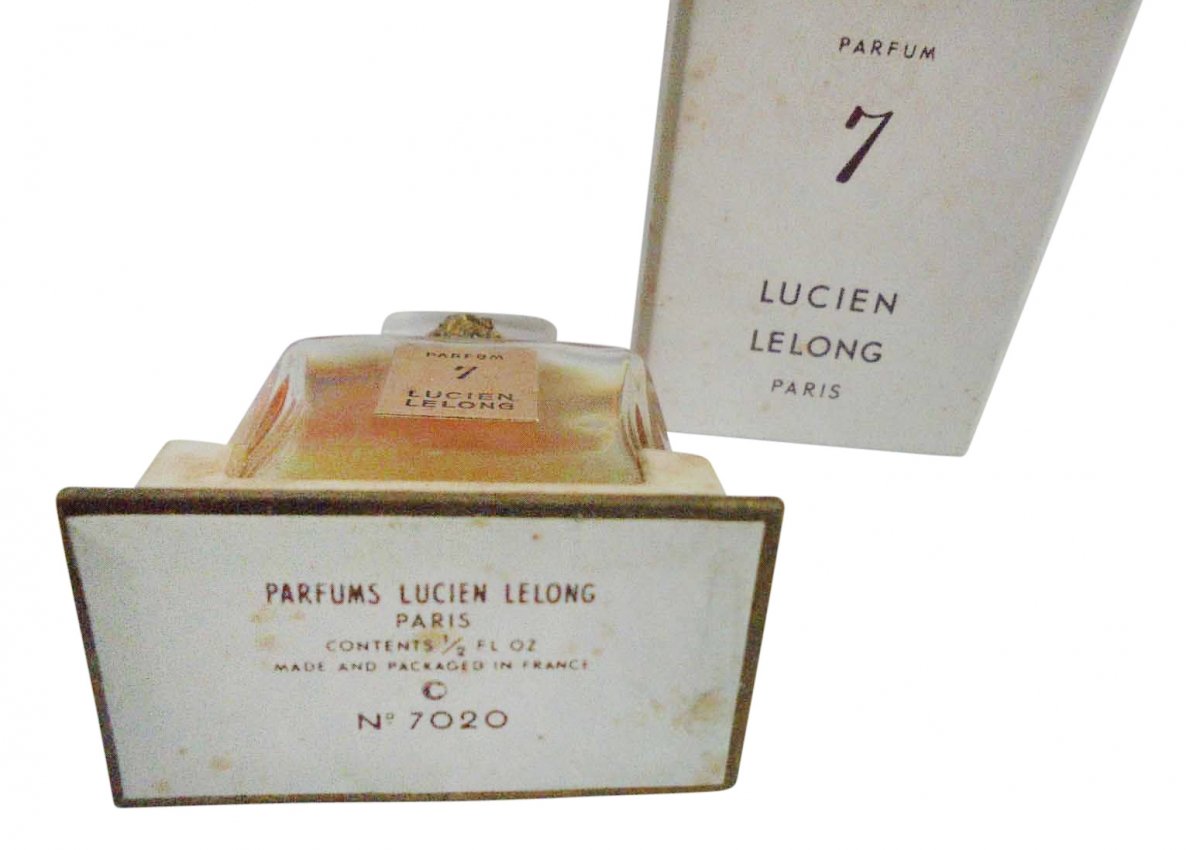 PARFUM
7
LUCIEN
LELONG
PARIS
PARFUM
7
LUCIEN
LELONG
PARFUMS LUCIEN LELONG
PARIS
CONTENTS 1/2 FL OZ
MADE AND PACKAGED IN FRANCE
C
Nº 7020